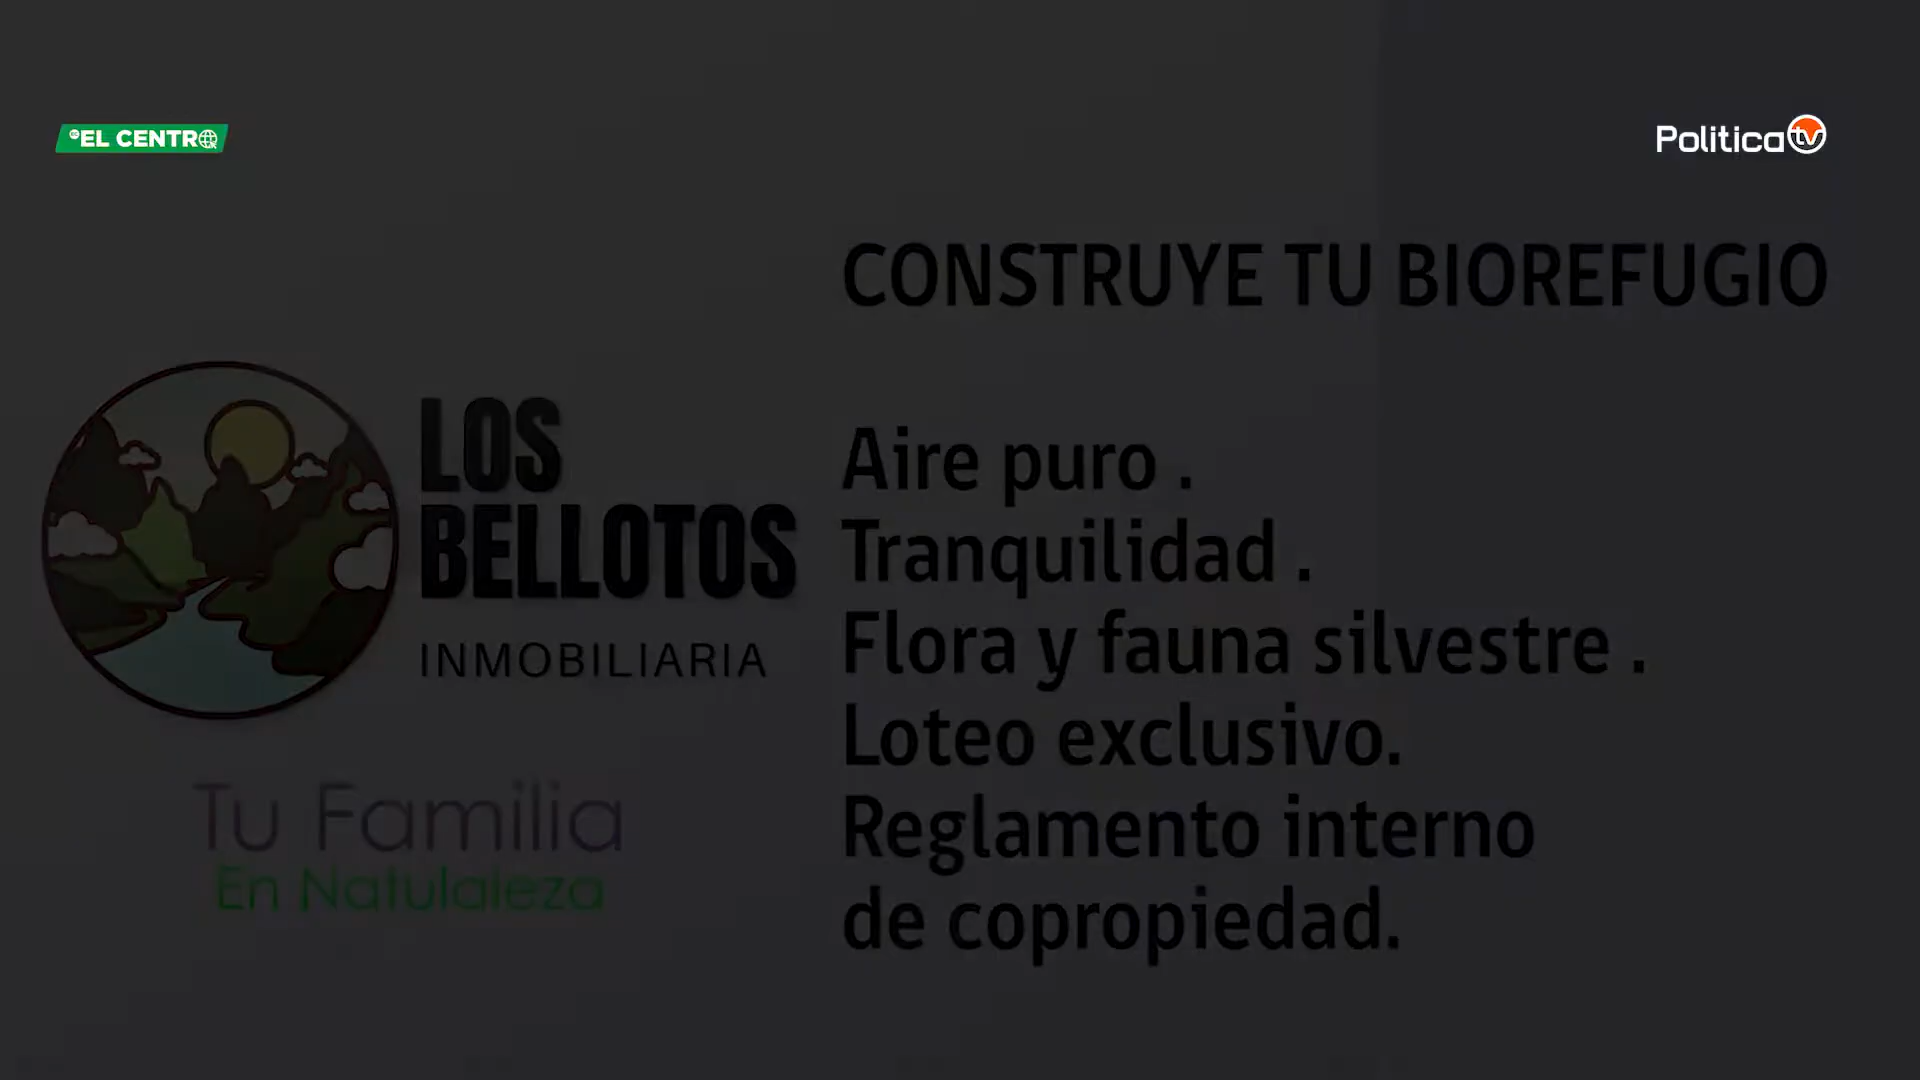 EL CENTRO
Politica tv
CONSTRUYE TU BIOREFUGIO
LOS
BELLOTOS
INMOBILIARIA
Tu Familia
En Natulaleza
Aire puro .
Tranquilidad .
Flora y fauna silvestre .
Loteo exclusivo.
Reglamento interno
de copropiedad.